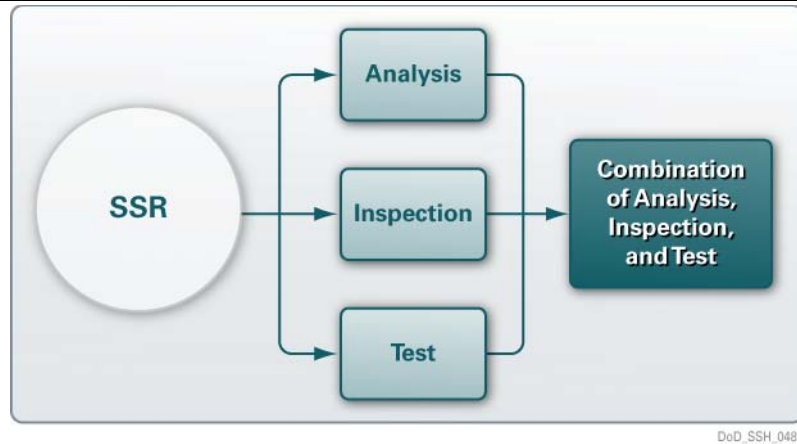 Analysis
SSR
Inspection
Test
Combination
of Analysis,
Inspection,
and Test
DoD_SSH_048